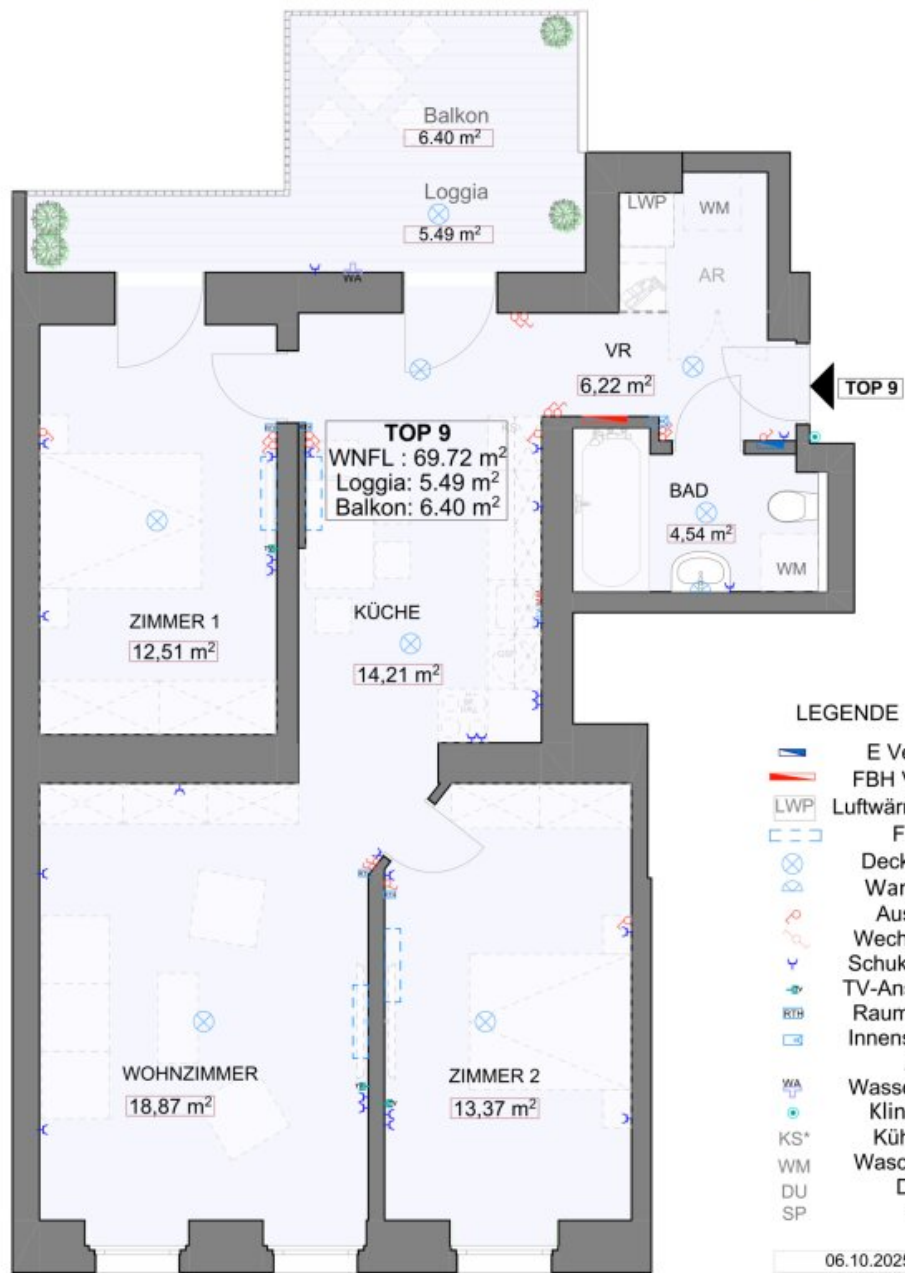 Balkon
6.40 m²
Loggia
5.49 m²
LWP
WM
AR
WA
VR
6,22 m²
TOP 9
TOP 9
WNFL : 69.72 m²
Loggia: 5.49 m²
Balkon: 6.40 m²
BAD
4,54 m²
WM
ZIMMER 1
12,51 m²
KÜCHE
14,21 m²
WOHNZIMMER
18,87 m²
ZIMMER 2
13,37 m²
LEGENDE
E Ve
FBH V
LWP Luftwärm
F
Deck
War
Aus
Wech
Schuk
TV-Ans
RTH Raum
Innens
WA Wasse
Klin
KS* Küh
WM Wasc
DU D
SP
06.10.2025